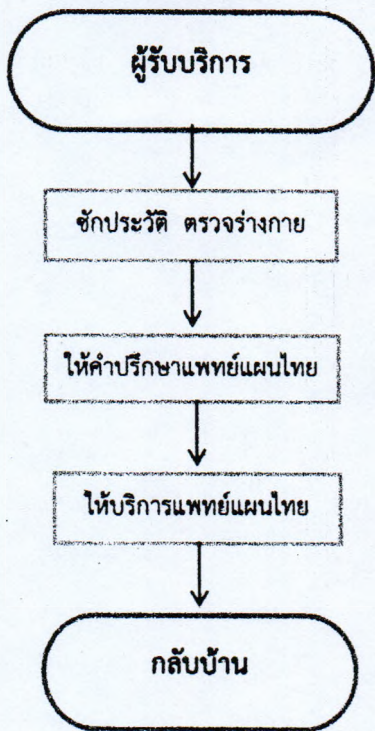 ผู้รับบริการ
ซักประวัติ ตรวจร่างกาย
ให้คำปรึกษาแพทย์แผนไทย
ให้บริการแพทย์แผนไทย
กลับบ้าน